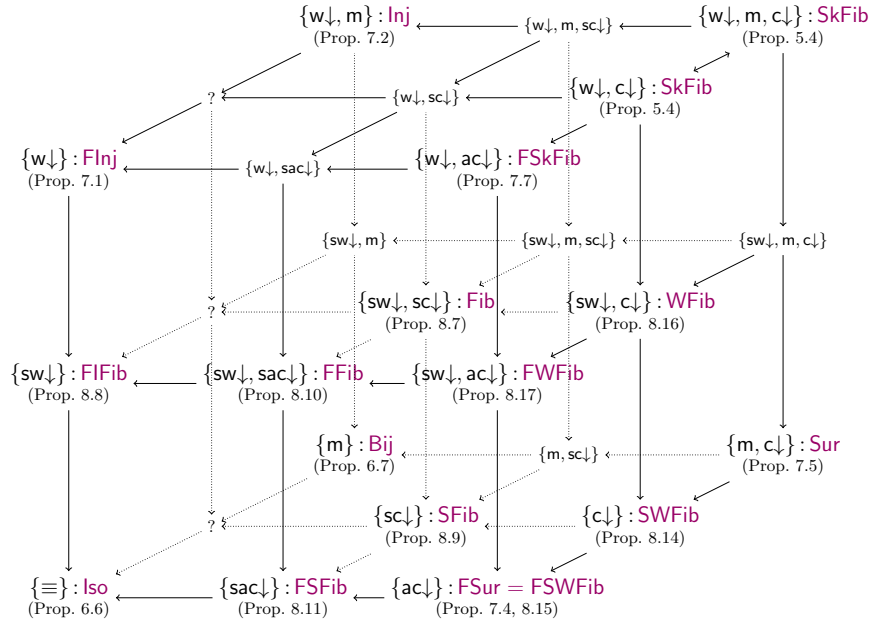 {w↓, m} : Inj {w↓, m, sc↓} {w↓, m, c↓} : SkFib
(Prop. 7.2) (Prop. 5.4)
? {w↓, sc↓} {w↓, c↓} : SkFib
(Prop. 5.4)
{w↓} : FInj {w↓, sac↓} {w↓, ac↓} : FSkFib
(Prop. 7.1) (Prop. 7.7)
{sw↓, m} {sw↓, m, sc↓} {sw↓, m, c↓}
? {sw↓, sc↓} : Fib {sw↓, c↓} : WFib
(Prop. 8.7) (Prop. 8.16)
{sw↓} : FIFib {sw↓, sac↓} : FFib {sw↓, ac↓} : FWFib
(Prop. 8.8) (Prop. 8.10) (Prop. 8.17)
{m} : Bij {m, sc↓} {m, c↓} : Sur
(Prop. 6.7) (Prop. 7.5)
? {sc↓} : SFib {c↓} : SWFib
(Prop. 8.9) (Prop. 8.14)
{≡} : Iso {sac↓} : FSFib {ac↓} : FSur = FSWFib
(Prop. 6.6) (Prop. 8.11) (Prop. 7.4, 8.15)